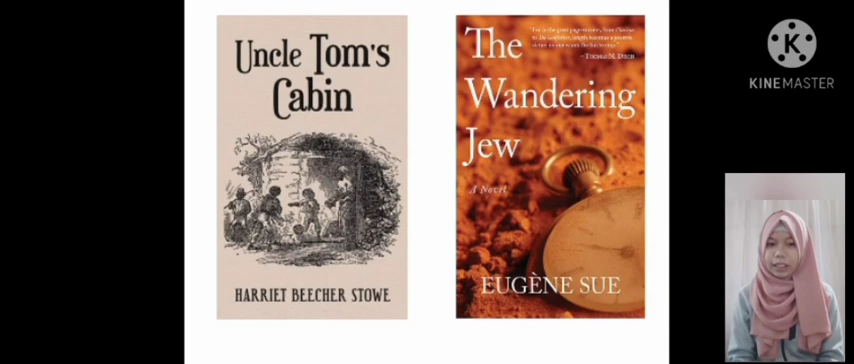 Uncle Tom's
Cabin
HARRIET BEECHER STOWE
The
Wandering
Jew
A Novel
EUGÈNE SUE
K
KINEMASTER